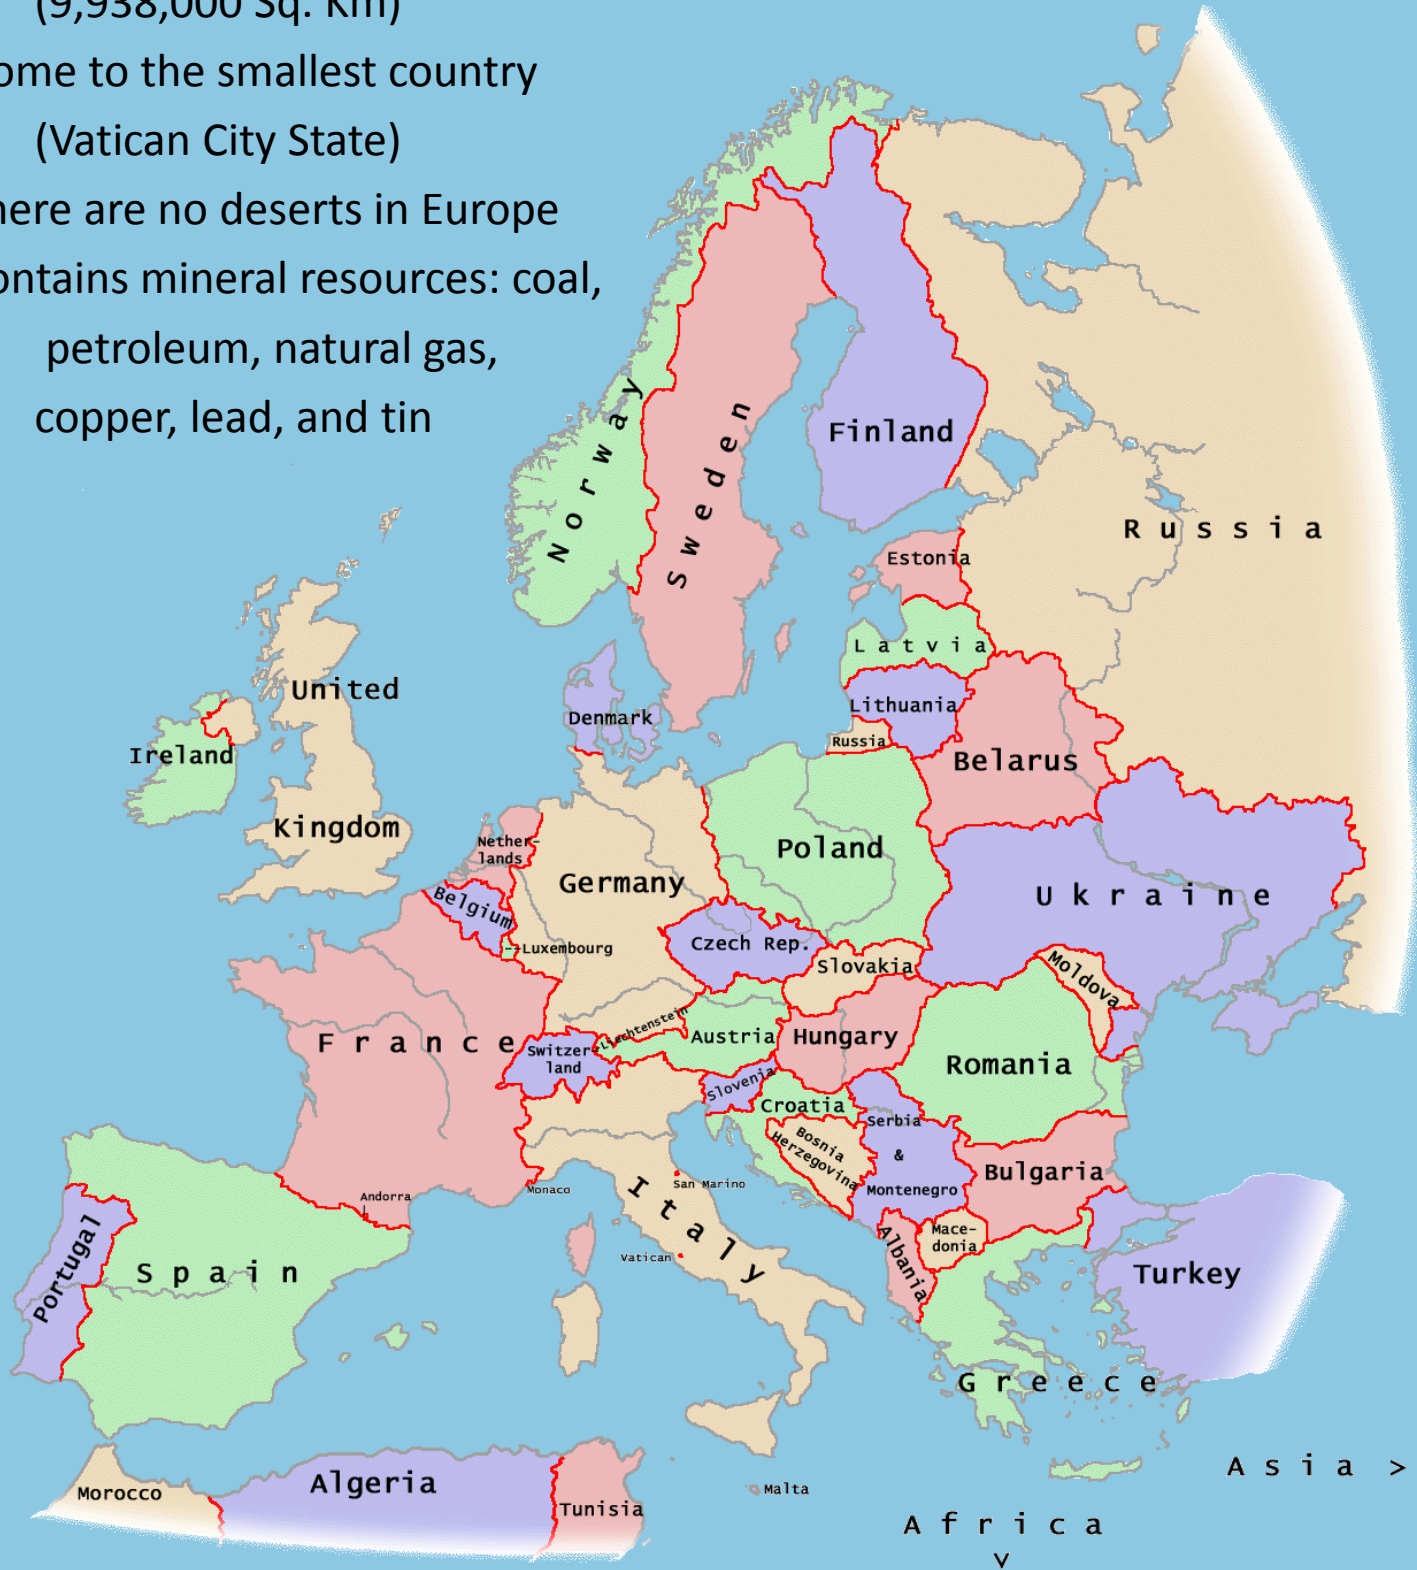 (9,938,000 Sq. Km)
ome to the smallest country
(Vatican City State)
here are no deserts in Europe
ontains mineral resources: coal,
petroleum, natural gas,
copper, lead, and tin
Norway
Sweden
Finland
Russia
Estonia
Latvia
Lithuania
Russia
Belarus
United
Kingdom
Ireland
Denmark
Nether-
lands
Belgium
--Luxembourg
Germany
Poland
Czech Rep.
Slovakia
Ukraine
Moldova
France
Switzer-
land
Liechtenstein
Austria
Hungary
Romania
Slovenia
Croatia
Bosnia
Herzegovina
Serbia
&
Montenegro
Bulgaria
Monaco
San Marino
Italy
Vatican
Andorra
Portugal
Spain
Albania
Mace-
donia
Greece
Turkey
Morocco
Algeria
Tunisia
Malta
Asia >
Africa
v